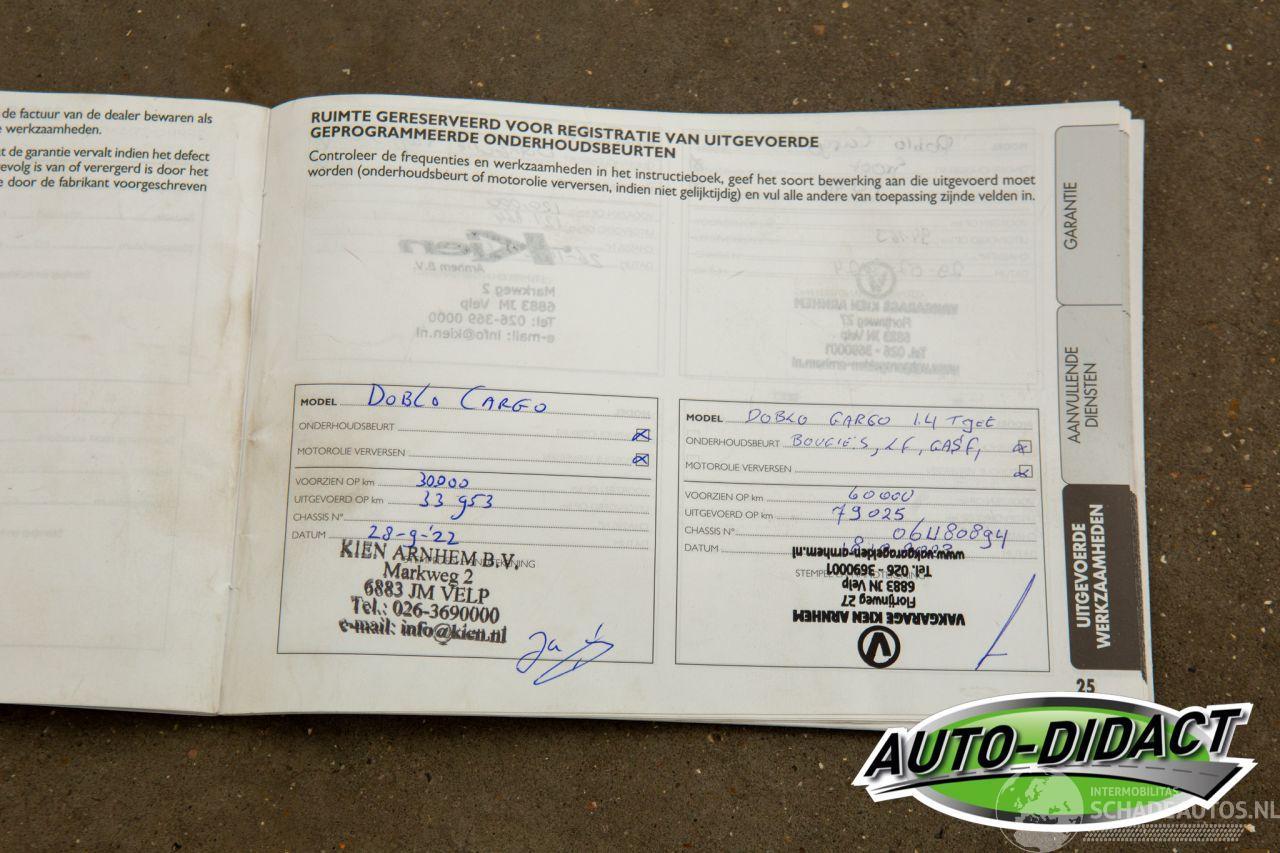 de factuur van de dealer bewaren als
werkzaamheden.
de garantie vervalt indien het defect
is van of verergerd is door het
door de fabrikant voorgeschreven
RUIMTE GERESERVEERD VOOR REGISTRATIE VAN UITGEVOERDE
GEPROGRAMMEERDE ONDERHOUDSBEURTEN
Controleer de frequenties en werkzaamheden in het instructieboek, geef het soort bewerking aan die uitgevoerd moet
worden (onderhoudsbeurt of motorolie verversen, indien niet gelijktijdig) en vul alle andere van toepassing zijnde velden in.
MODEL DOBLO CARGO
ONDERHOUDSBEURT
MOTOROLIE VERVERSEN
VOORZIEN OP km 30000
UITGEVOERD OP km 33953
CHASSIS N°
DATUM 28-9-'22
KIEN ARNHEM B.V.
Markweg 2
6883 JM VELP
Tel.: 026-3690000
e-mail: info@kien.nl
MODEL DOBLO CARGO 1.4 Tjet
ONDERHOUDSBEURT BOUGIE'S, LF,
MOTOROLIE VERVERSEN
VOORZIEN OP km 60000
UITGEVOERD OP km 79025
CHASSIS N° 06480894
DATUM
www.vakgaragekien-arnhem.nl
Tel. 026 - 3690001
6883 JN Velp
Florijnweg 27
VAKGARAGE KIEN ARNHEM
GARANTIE
AANVULLENDE
DIENSTEN
UITGEVOERDE
WERKZAAMHEDEN
25
AUTO-DIDACT
INTERMOBILITAS
SCHADEAUTOS.NL